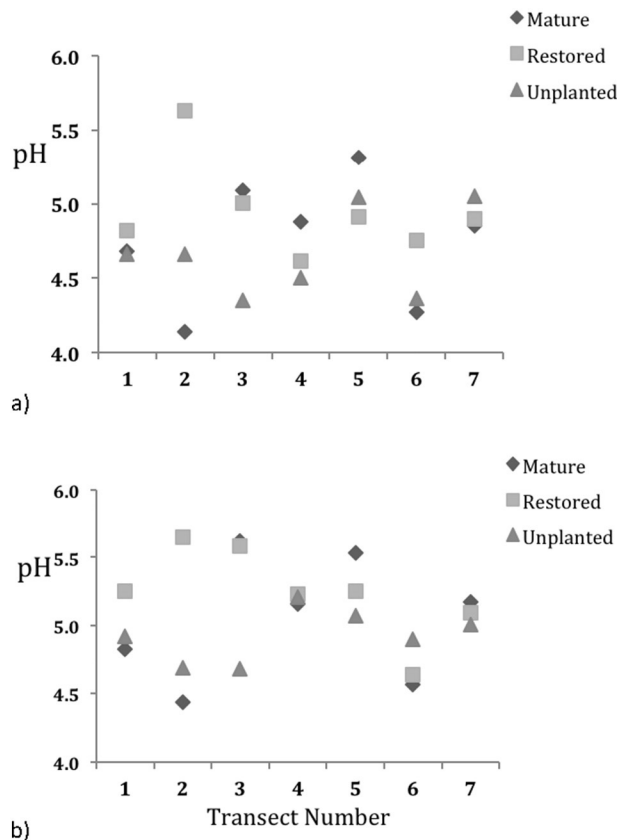 Mature
Restored
Unplanted
6.0
5.5
pH
5.0
4.5
4.0
1 2 3 4 5 6 7
a)
Mature
Restored
Unplanted
6.0
5.5
pH
5.0
4.5
4.0
1 2 3 4 5 6 7
Transect Number
b)